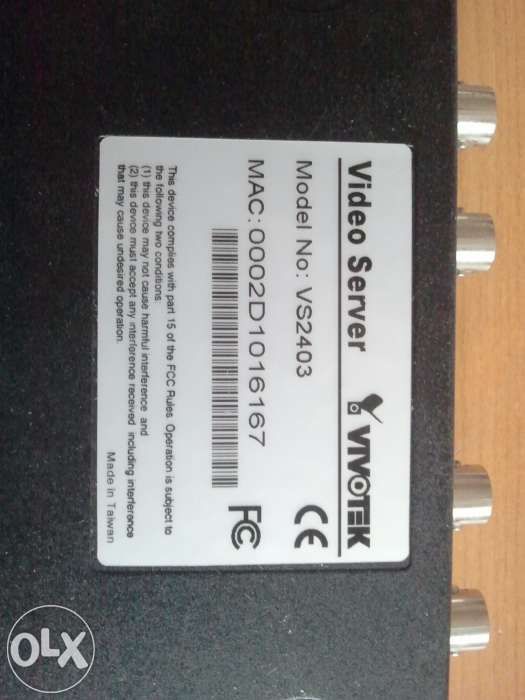 Video Server VIVOTEK
Model No: VS2403
MAC: 0002D1016167
This device complies with part 15 of the FCC Rules Operation is subject to
the following two conditions:
(1) this device may not cause harmful interference and
(2) this device must accept any interference received including interference
that may cause undesired operation.
Made in Taiwan
CE
FC
OLX